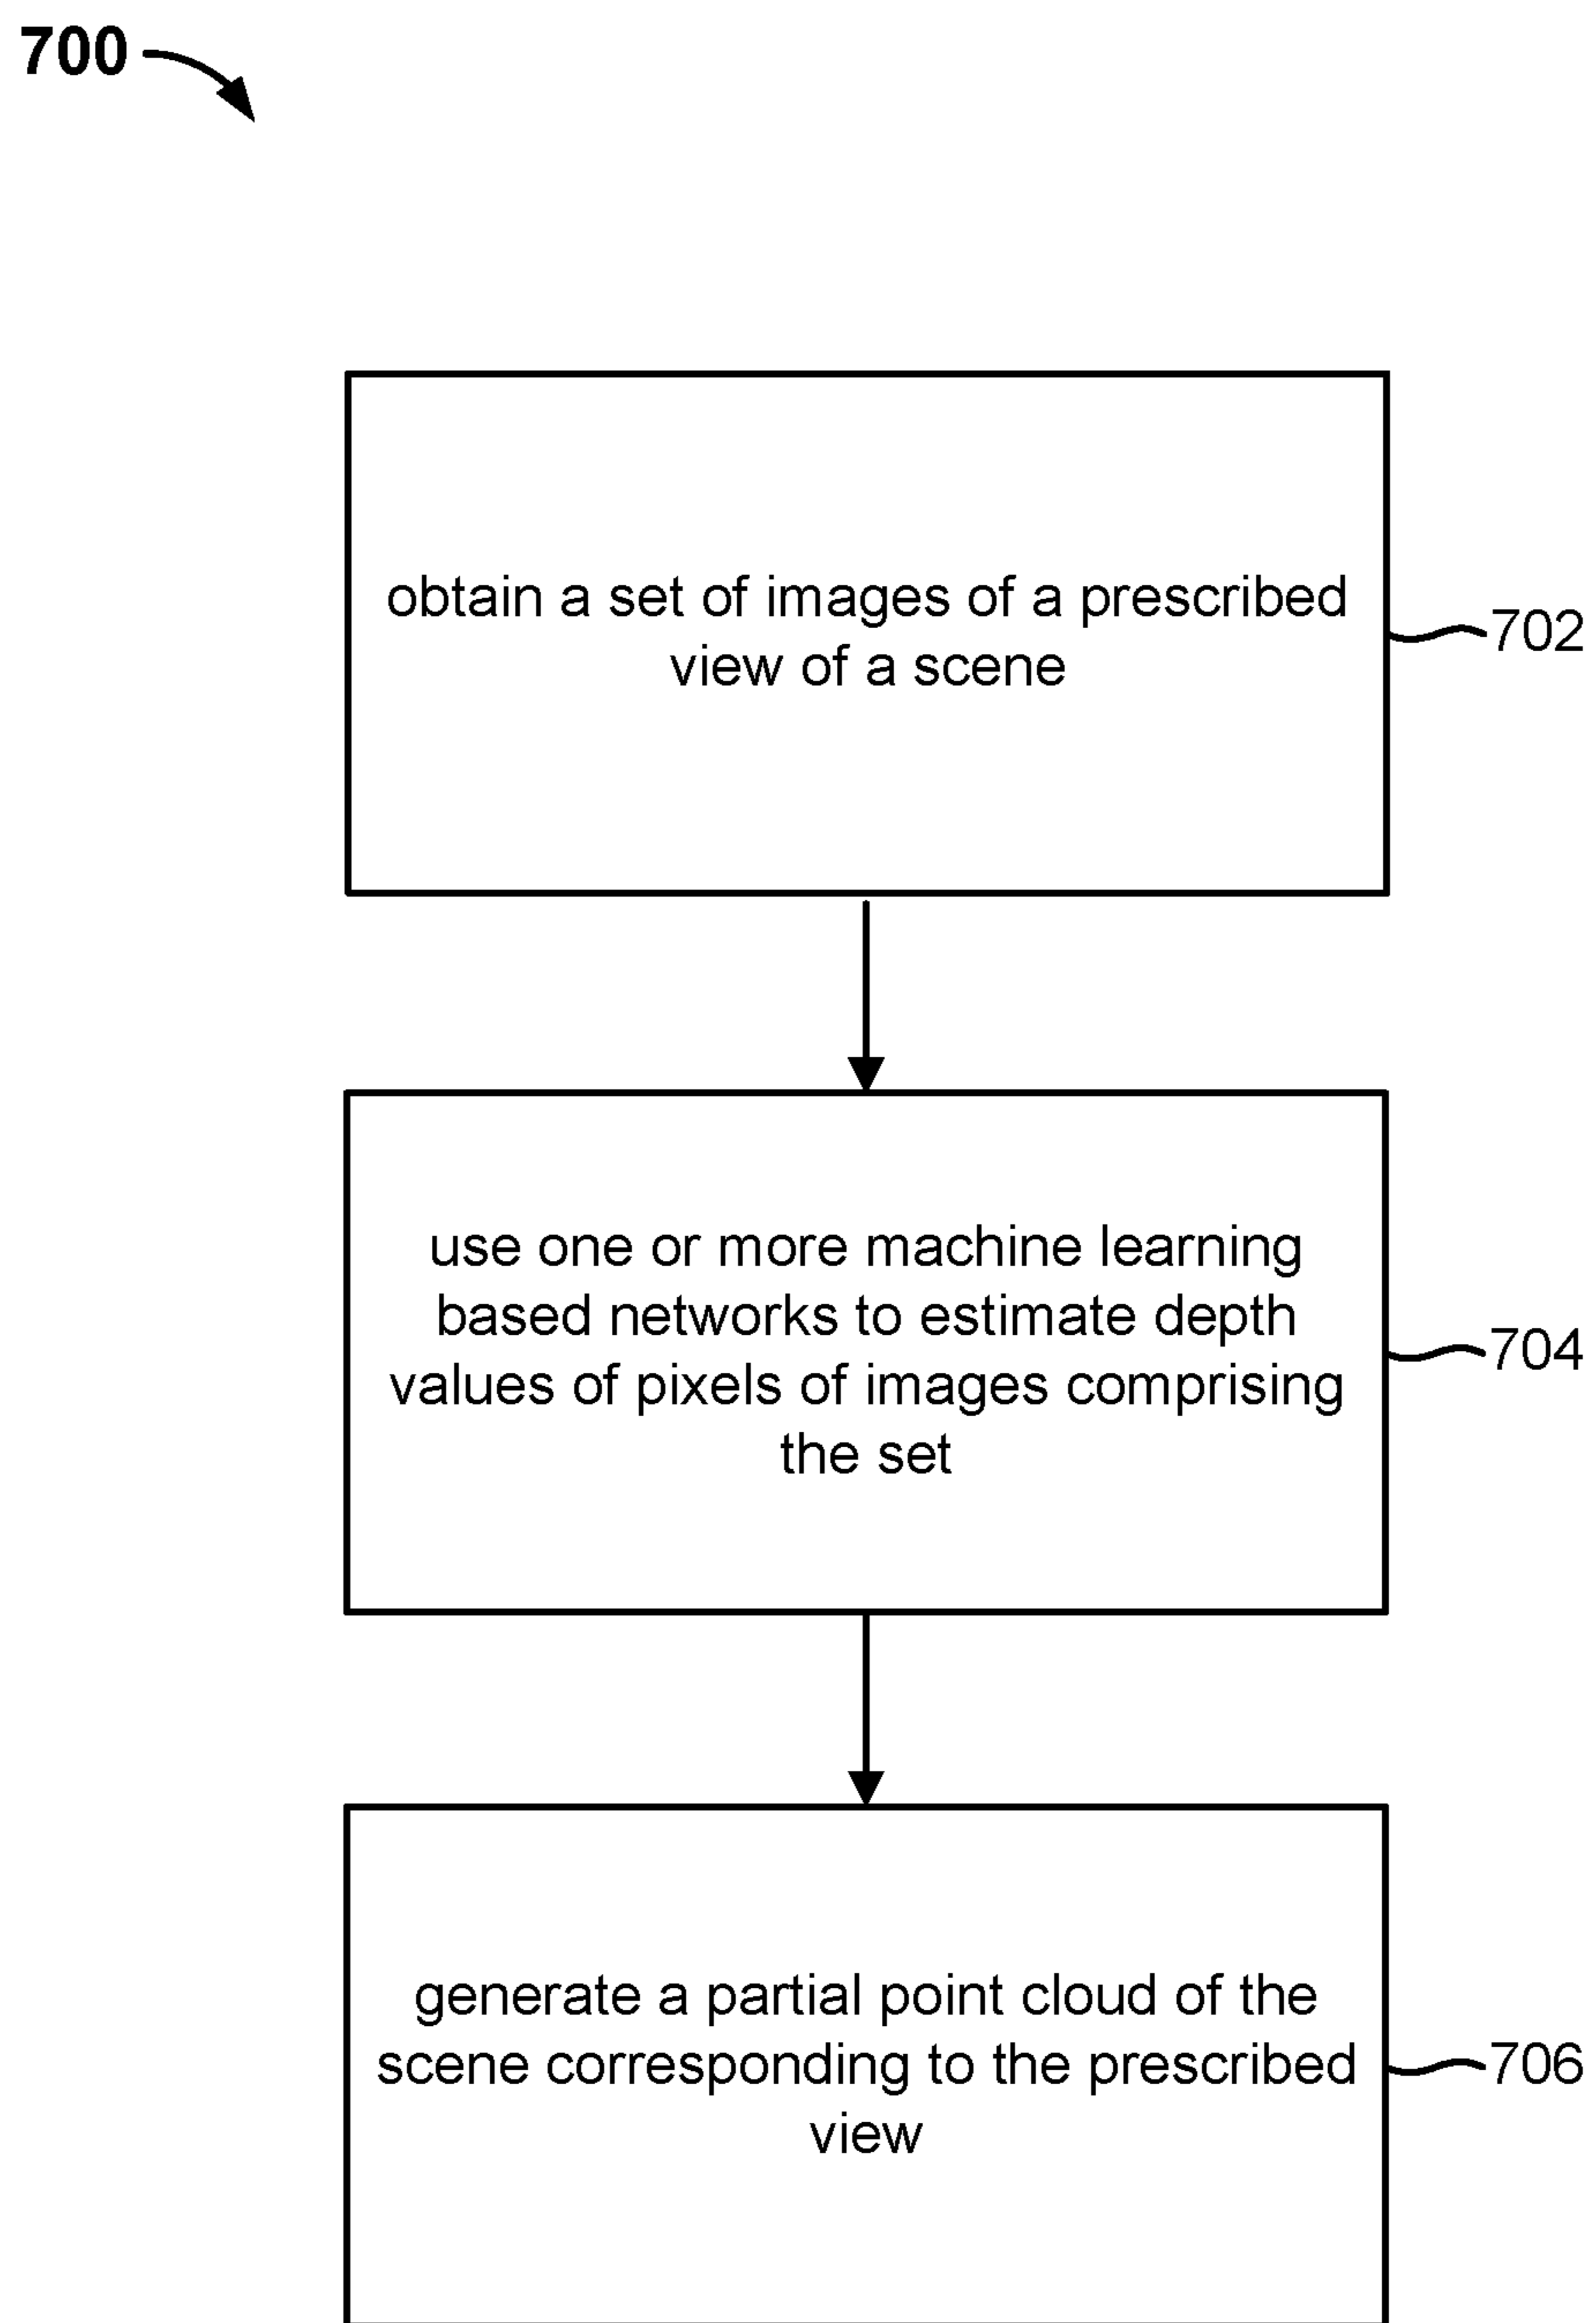 700
obtain a set of images of a prescribed
view of a scene
702
use one or more machine learning
based networks to estimate depth
values of pixels of images comprising
the set
704
generate a partial point cloud of the
scene corresponding to the prescribed
view
706